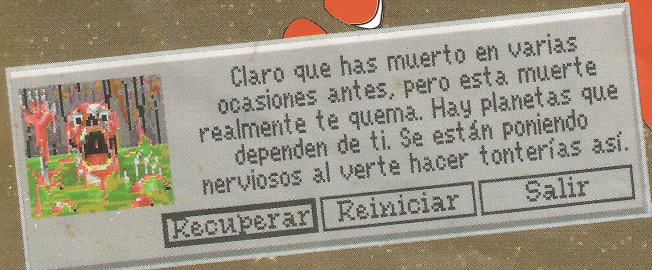 Claro que has muerto en varias
ocasiones antes, pero esta muerte
realmente te quema. Hay planetas que
dependen de ti. Se están poniendo
nerviosos al verte hacer tonterías así.
Recuperar Reiniciar Salir